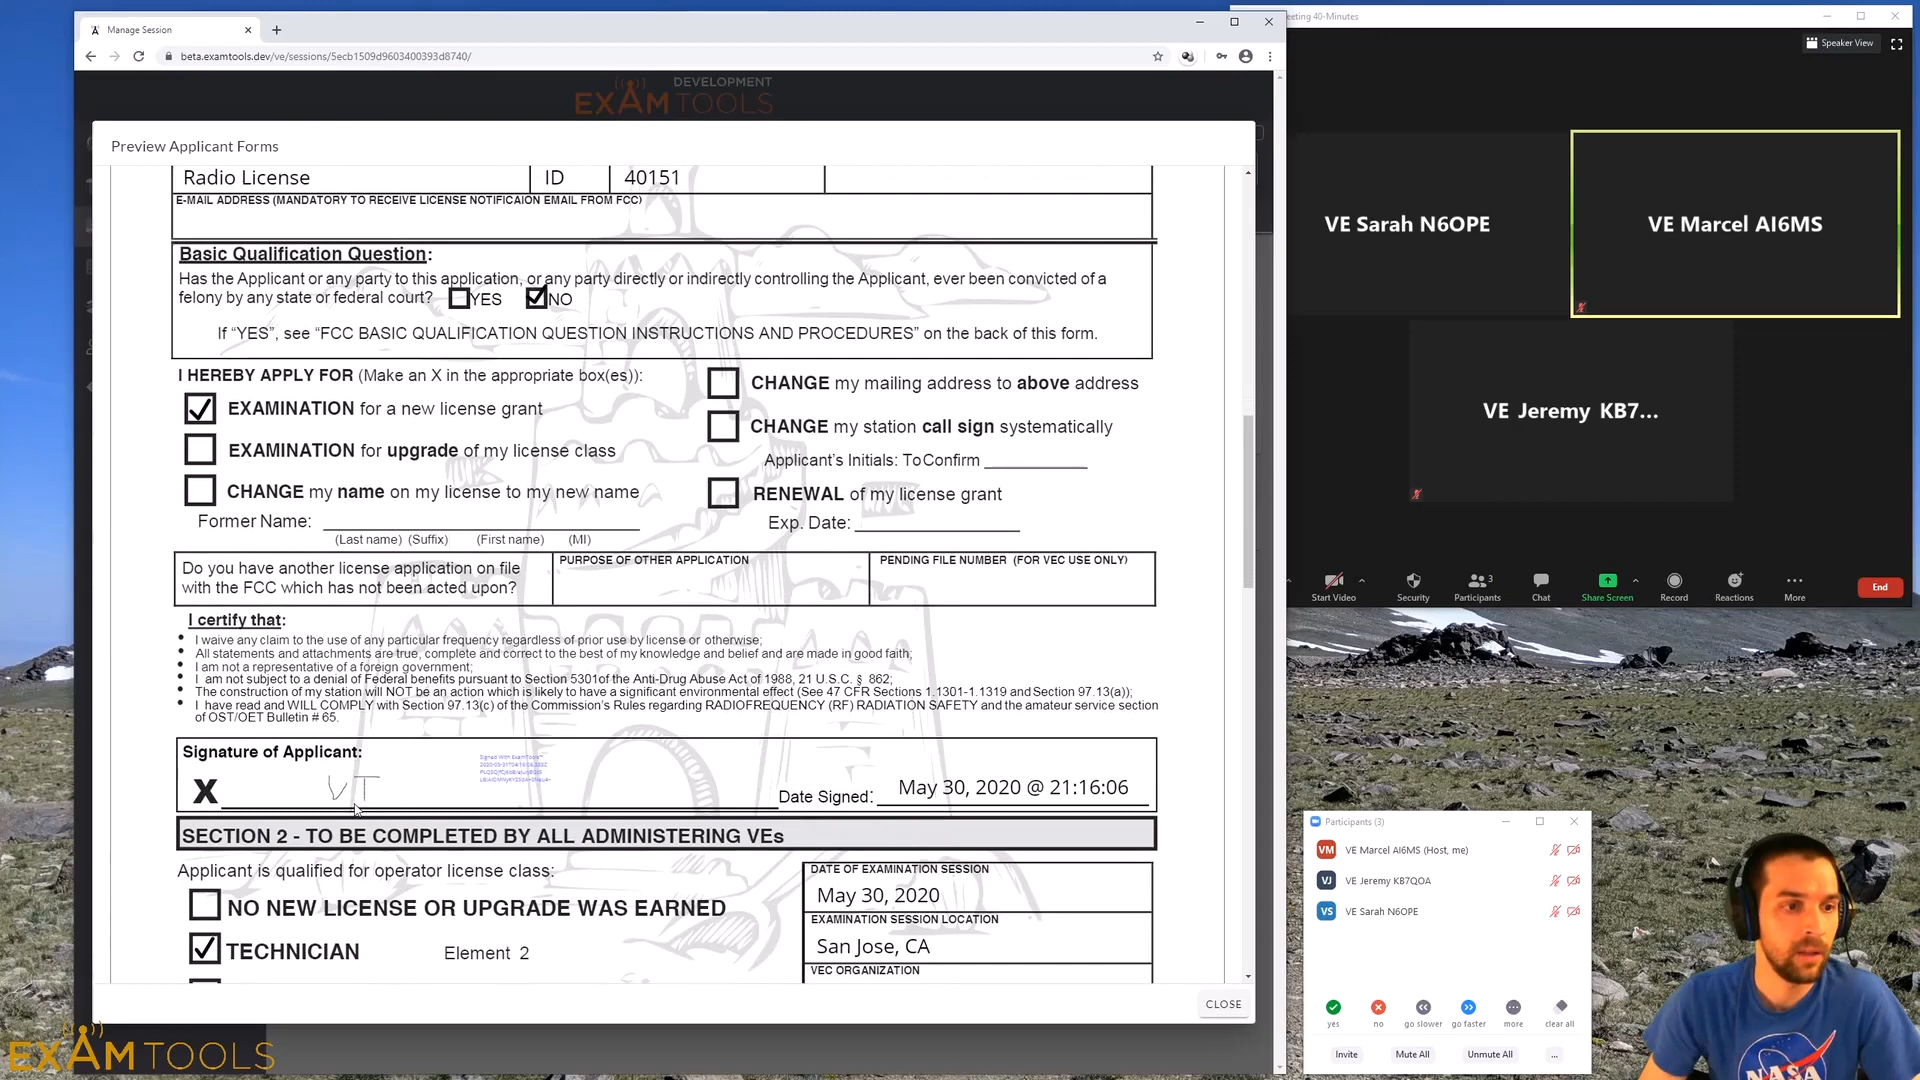 Manage Session
beta.examtools.dev/ve/sessions/5ecb1509d9603400393d8740/
DEVELOPMENT
EXAMTOOLS
Preview Applicant Forms
Radio License
ID
40151
E-MAIL ADDRESS (MANDATORY TO RECEIVE LICENSE NOTIFICAION EMAIL FROM FCC)
Basic Qualification Question:
Has the Applicant or any party to this application, or any party directly or indirectly controlling the Applicant, ever been convicted of a
felony by any state or federal court? YES NO
If “YES”, see “FCC BASIC QUALIFICATION QUESTION INSTRUCTIONS AND PROCEDURES” on the back of this form.
I HEREBY APPLY FOR (Make an X in the appropriate box(es)):
EXAMINATION for a new license grant
EXAMINATION for upgrade of my license class
CHANGE my name on my license to my new name
Former Name:
(Last name) (Suffix) (First name) (MI)
CHANGE my mailing address to above address
CHANGE my station call sign systematically
Applicant's Initials: To Confirm
RENEWAL of my license grant
Exp. Date:
Do you have another license application on file
with the FCC which has not been acted upon?
PURPOSE OF OTHER APPLICATION
PENDING FILE NUMBER (FOR VEC USE ONLY)
I certify that:
• I waive any claim to the use of any particular frequency regardless of prior use by license or otherwise;
• All statements and attachments are true, complete and correct to the best of my knowledge and belief and are made in good faith;
• I am not a representative of a foreign government;
• I am not subject to a denial of Federal benefits pursuant to Section 5301of the Anti-Drug Abuse Act of 1988, 21 U.S.C. § 862;
• The construction of my station will NOT be an action which is likely to have a significant environmental effect (See 47 CFR Sections 1.1301-1.1319 and Section 97.13(a));
• I have read and WILL COMPLY with Section 97.13(c) of the Commission's Rules regarding RADIOFREQUENCY (RF) RADIATION SAFETY and the amateur service section
of OST/OET Bulletin # 65.
Signature of Applicant:
Signed With ExamTools
X
VT
Date Signed:
May 30, 2020 @ 21:16:06
SECTION 2 - TO BE COMPLETED BY ALL ADMINISTERING VEs
Applicant is qualified for operator license class:
NO NEW LICENSE OR UPGRADE WAS EARNED
TECHNICIAN Element 2
DATE OF EXAMINATION SESSION
May 30, 2020
EXAMINATION SESSION LOCATION
San Jose, CA
VEC ORGANIZATION
CLOSE
EXAMTOOLS
eeting 40-Minutes
Speaker View
VE Sarah N6OPE
VE Marcel AI6MS
VE Jeremy KB7...
Start Video
Security
3
Participants
Chat
Share Screen
Record
Reactions
More
End
Participants (3)
VM VE Marcel AI6MS (Host, me)
VJ VE Jeremy KB7QOA
VS VE Sarah N6OPE
yes
no
go slower
go faster
more
clear all
Invite
Mute All
Unmute All
...
NASA